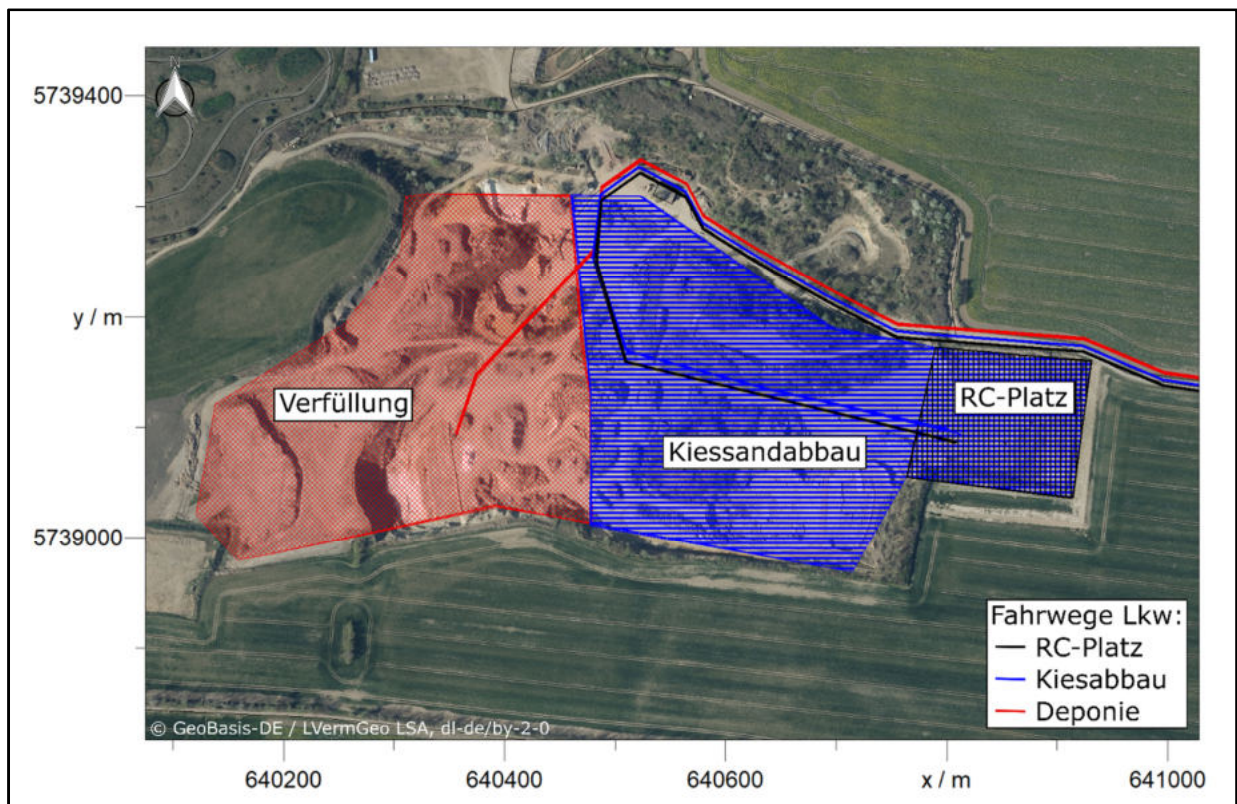 N
5739400
y / m
Verfüllung
RC-Platz
Kiessandabbau
5739000
Fahrwege Lkw:
RC-Platz
Kiesabbau
Deponie
© GeoBasis-DE / LVermGeo LSA, dl-de/by-2-0
640200
640400
640600
x / m
641000